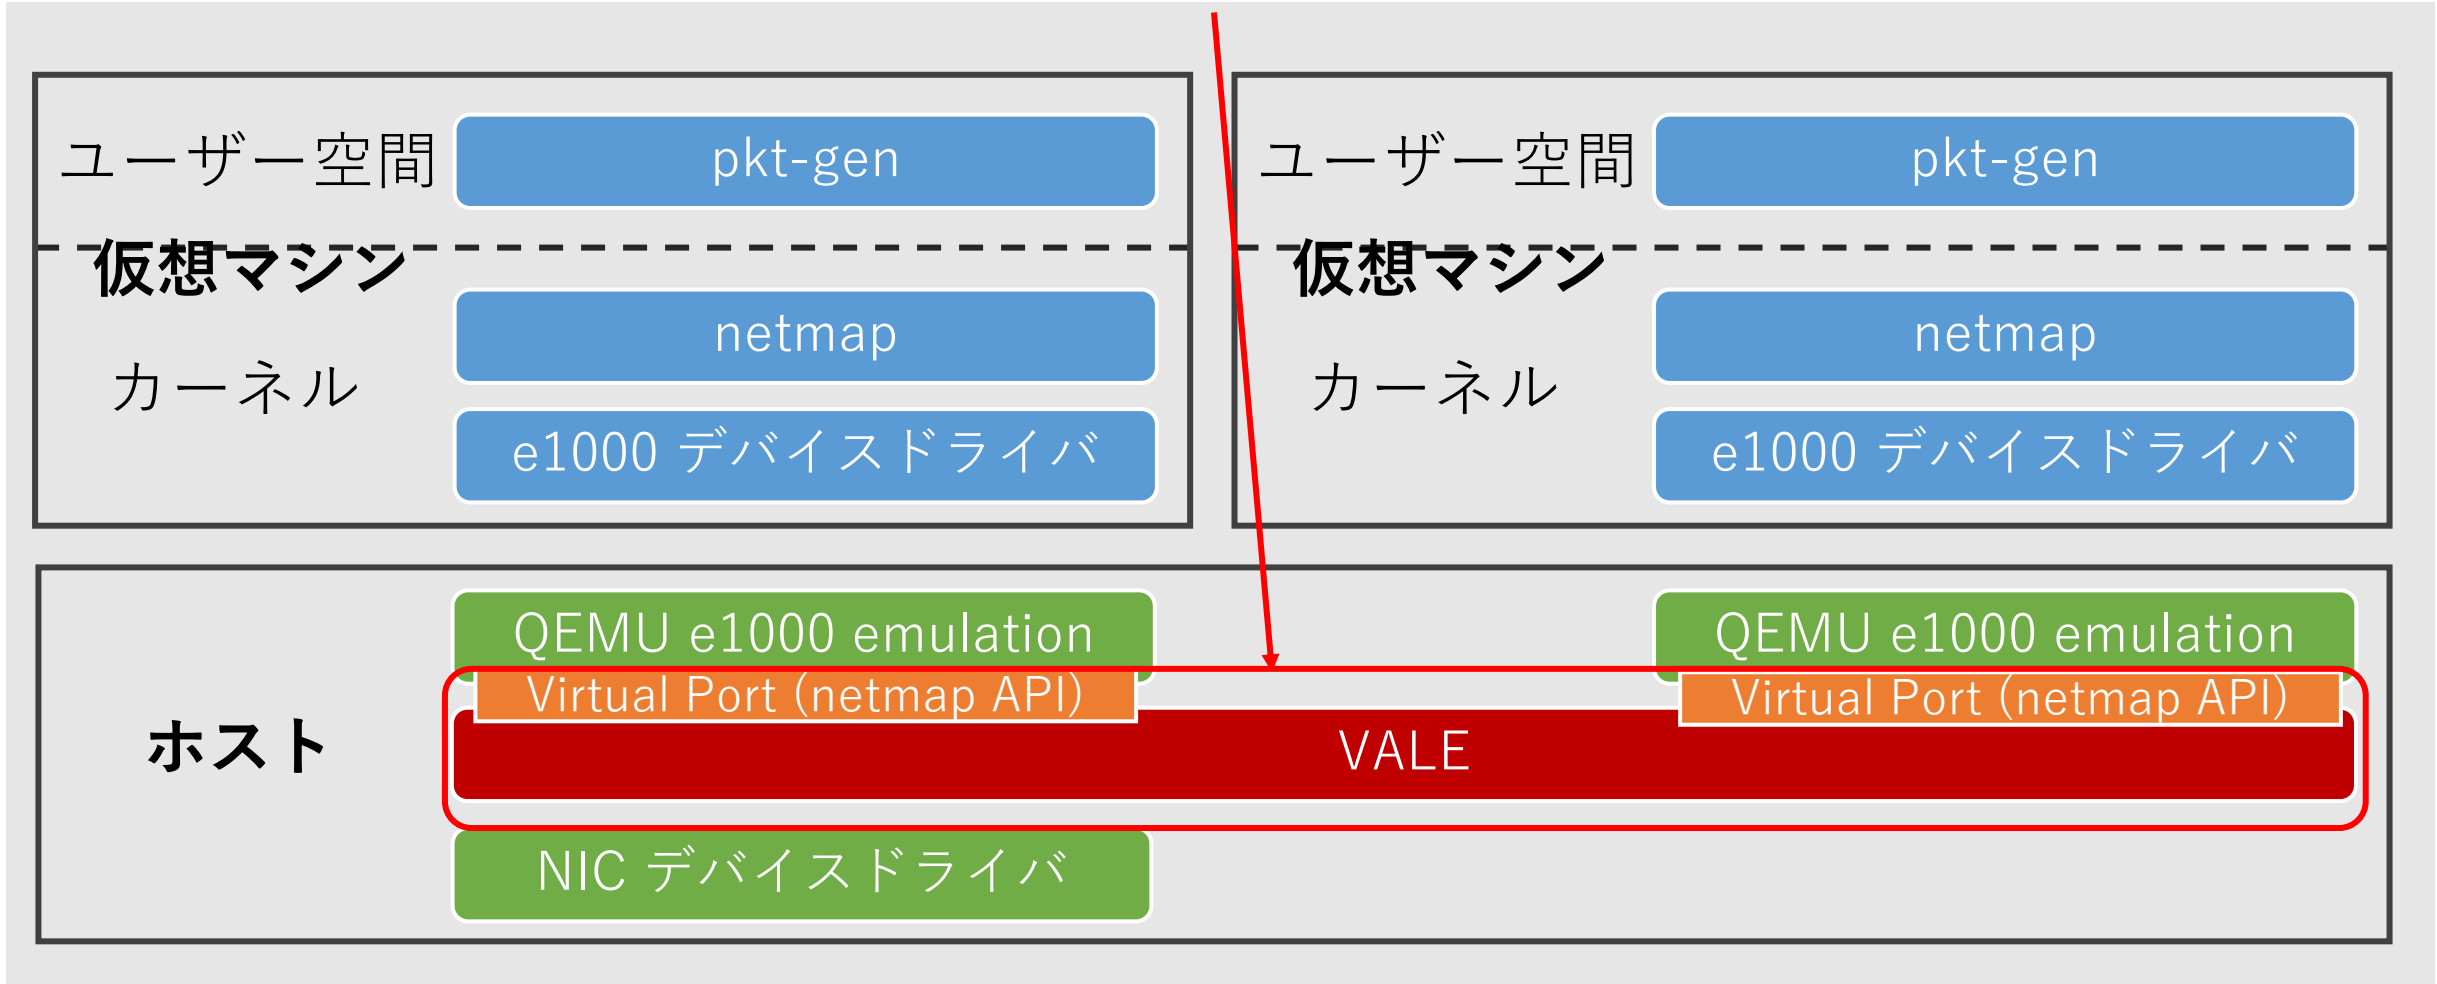 ユーザー空間
pkt-gen
仮想マシン
netmap
カーネル
e1000 デバイスドライバ
ユーザー空間
pkt-gen
仮想マシン
netmap
カーネル
e1000 デバイスドライバ
QEMU e1000 emulation
QEMU e1000 emulation
Virtual Port (netmap API)
Virtual Port (netmap API)
ホスト
VALE
NIC デバイスドライバ